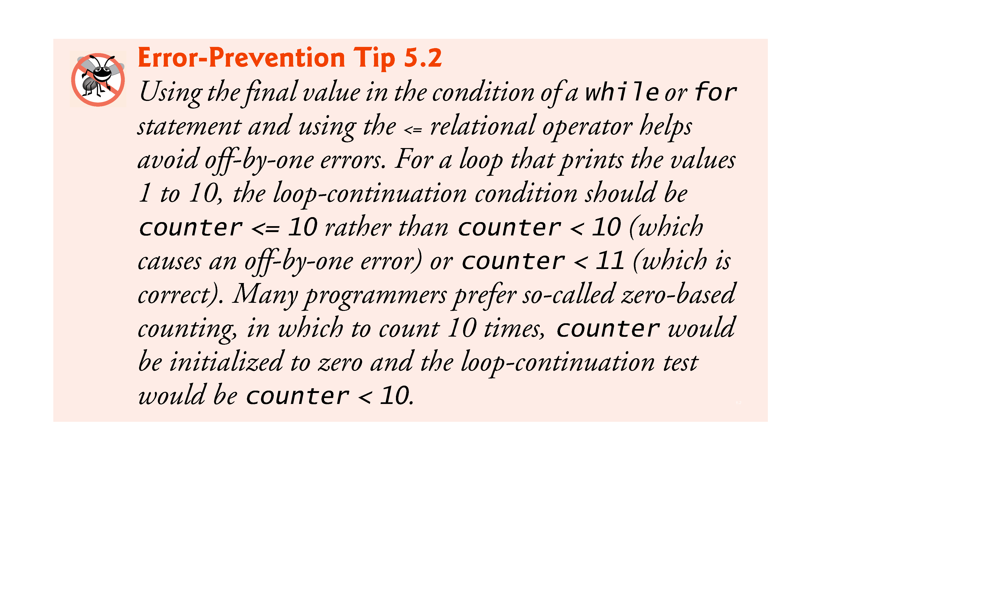 Error-Prevention Tip 5.2
Using the final value in the condition of a while or for
statement and using the <= relational operator helps
avoid off-by-one errors. For a loop that prints the values
1 to 10, the loop-continuation condition should be
counter <= 10 rather than counter < 10 (which
causes an off-by-one error) or counter < 11 (which is
correct). Many programmers prefer so-called zero-based
counting, in which to count 10 times, counter would
be initialized to zero and the loop-continuation test
would be counter < 10.